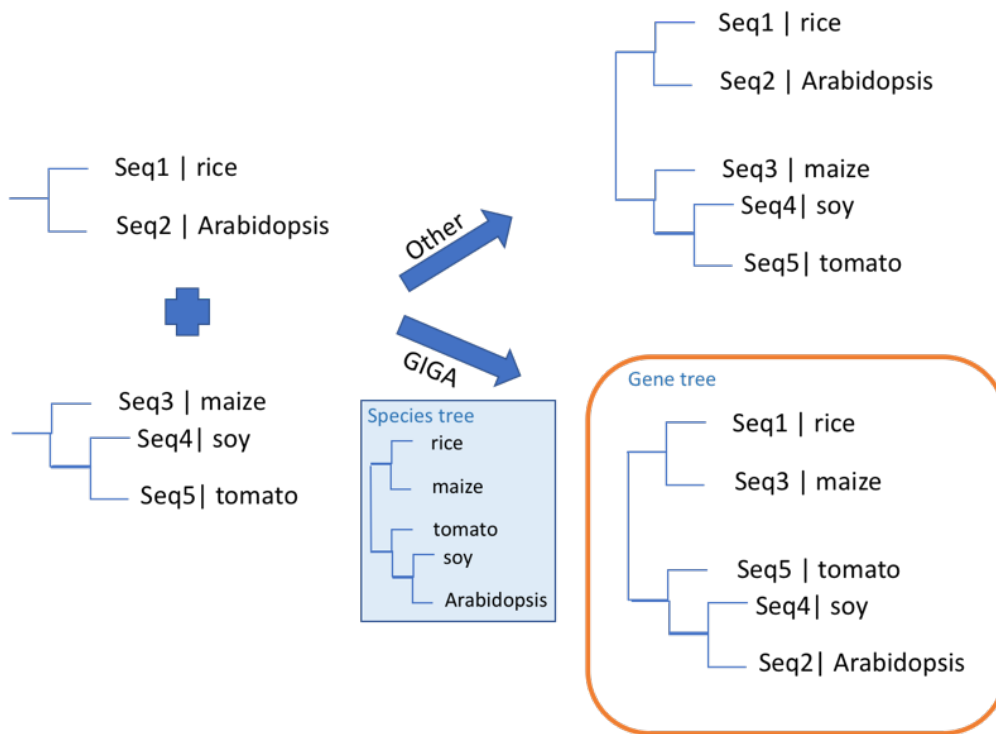 Seq1 | rice
Seq2 | Arabidopsis
Seq3 | maize
Seq4| soy
Seq5| tomato
Other
GIGA
Species tree
rice
maize
tomato
soy
Arabidopsis
Seq1 | rice
Seq2 | Arabidopsis
Seq3 | maize
Seq4| soy
Seq5| tomato
Gene tree
Seq1 | rice
Seq3 | maize
Seq5 | tomato
Seq4| soy
Seq2| Arabidopsis